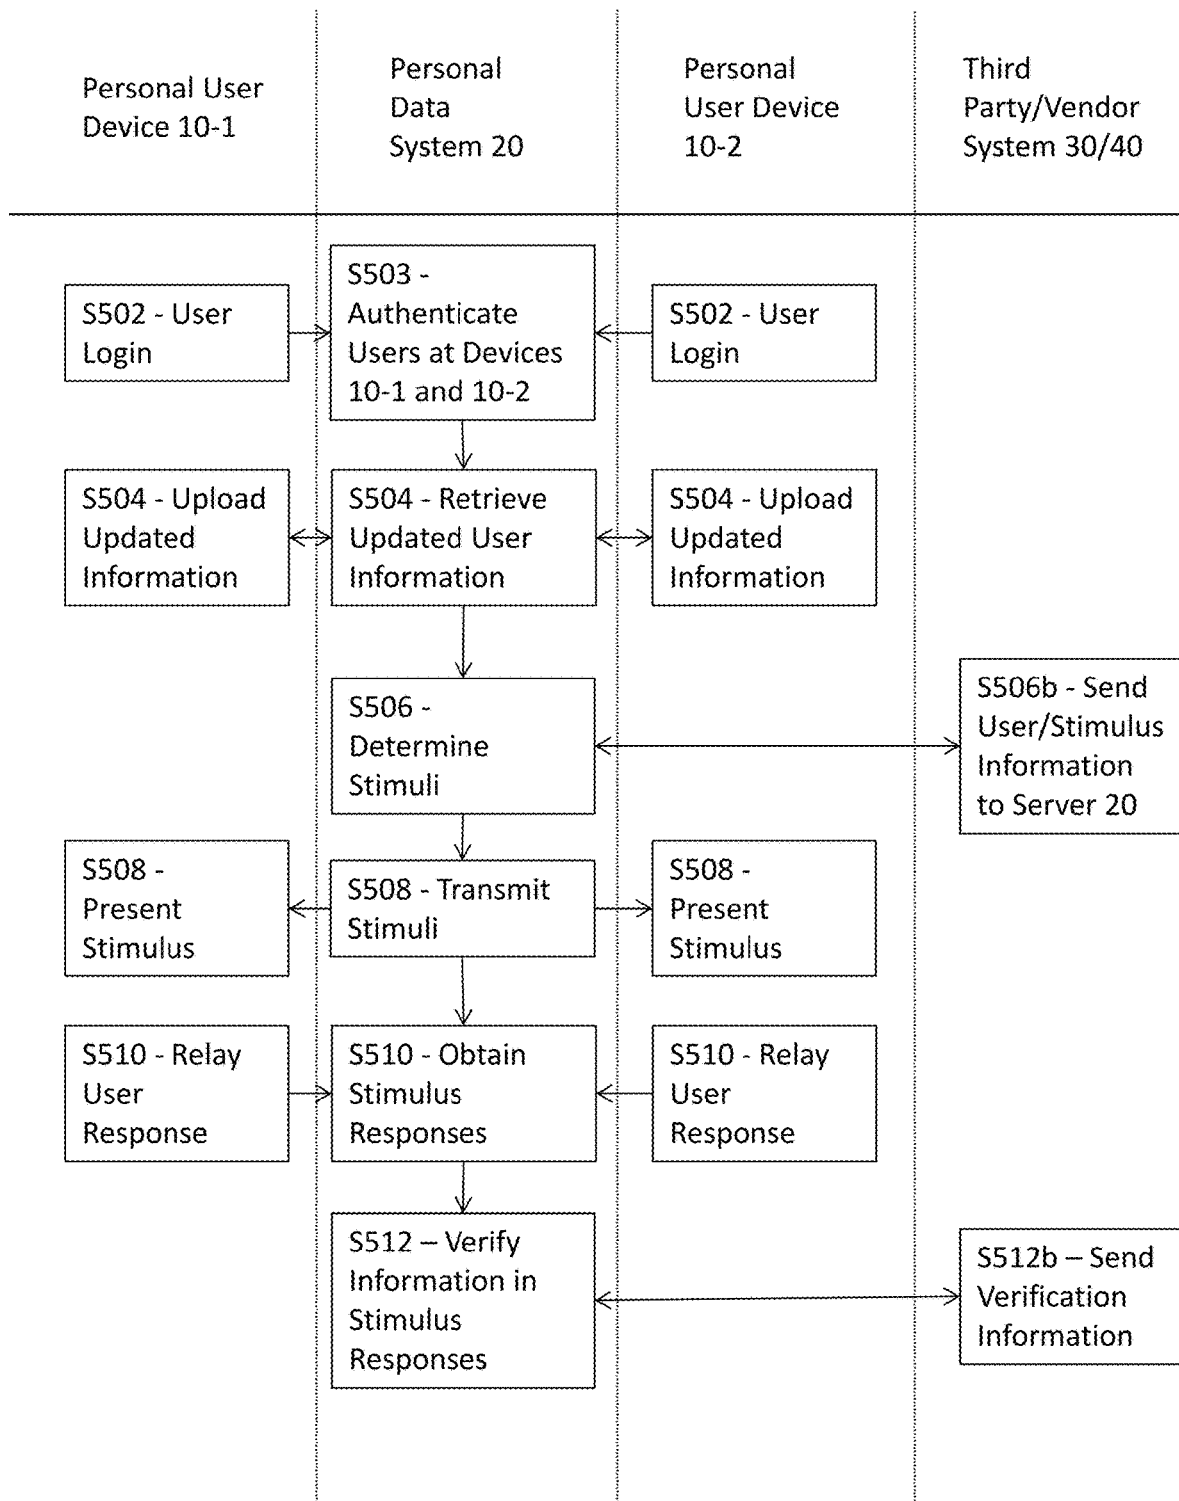 Personal User
Device 10-1
Personal
Data
System 20
Personal
User Device
10-2
Third
Party/Vendor
System 30/40
S502 - User
Login
S503 -
Authenticate
Users at Devices
10-1 and 10-2
S502 - User
Login
S504 - Upload
Updated
Information
S504 - Retrieve
Updated User
Information
S504 - Upload
Updated
Information
S506 -
Determine
Stimuli
S506b - Send
User/Stimulus
Information
to Server 20
S508 -
Present
Stimulus
S508 - Transmit
Stimuli
S508 -
Present
Stimulus
S510 - Relay
User
Response
S510 - Obtain
Stimulus
Responses
S510 - Relay
User
Response
S512 – Verify
Information in
Stimulus
Responses
S512b – Send
Verification
Information